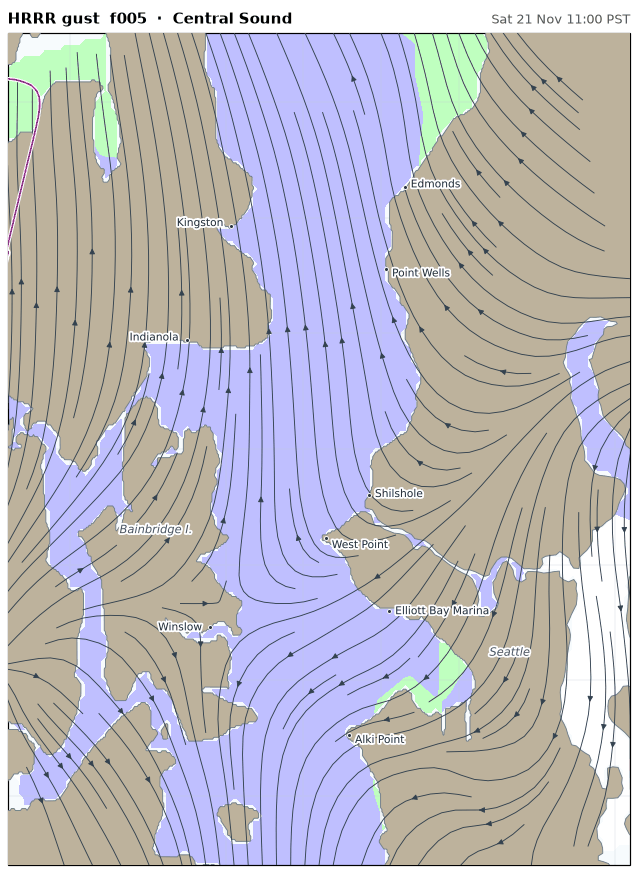 HRRR gust f005 · Central Sound
Sat 21 Nov 11:00 PST
Edmonds
Kingston
Point Wells
Indianola
Shilshole
Bainbridge I.
West Point
Elliott Bay Marina
Winslow
Seattle
Alki Point